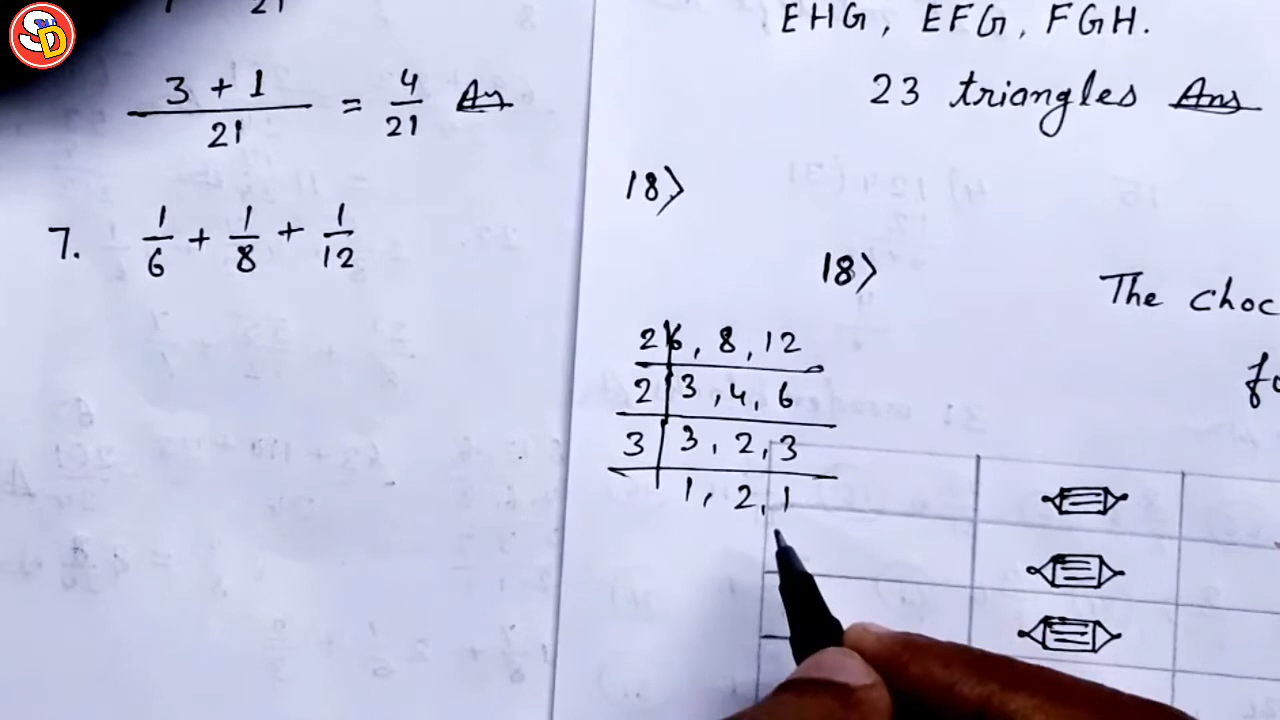 SD
21
3 + 1 / 21 = 4/21 Ans
7. 1/6 + 1/8 + 1/12
EHG, EFG, FGH.
23 triangles Ans
18>
18>
The choc
fo
2 | 6, 8, 12
2 | 3, 4, 6
3 | 3, 2, 3
1, 2, 1